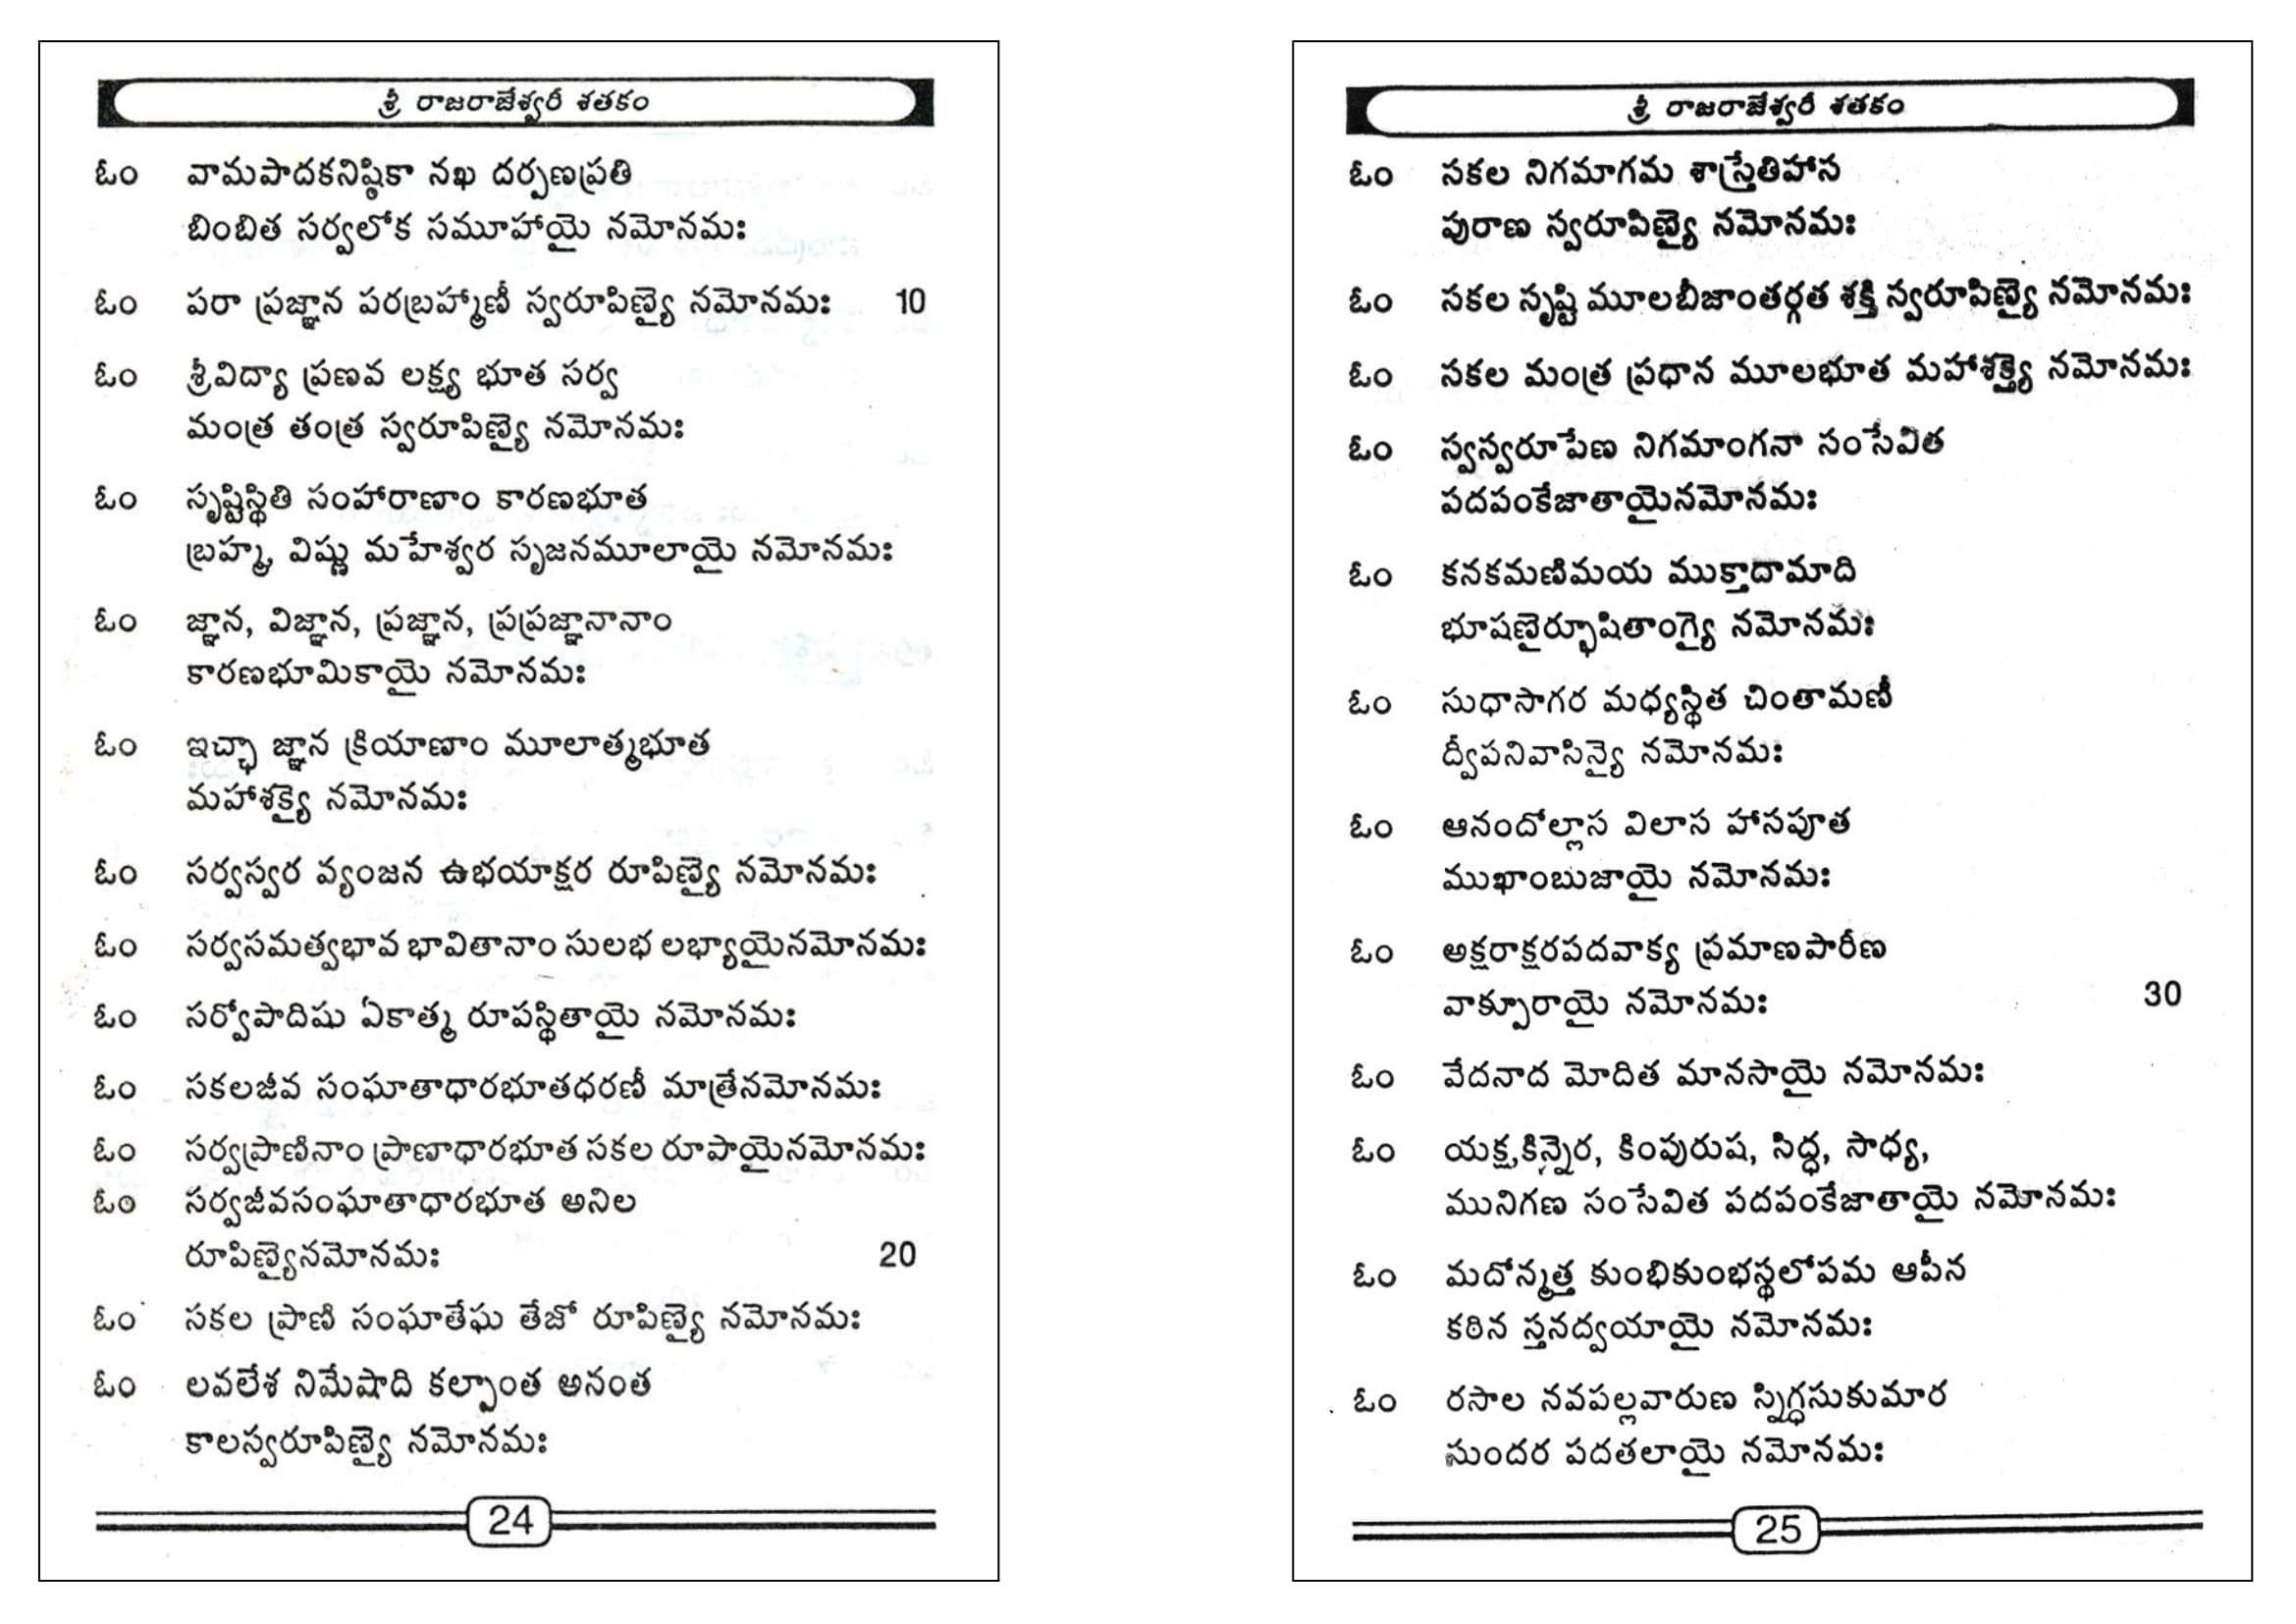 శ్రీ రాజరాజేశ్వరీ శతకం
ఓం వామపాదకనిష్ఠికా నఖ దర్పణప్రతి
బింబిత సర్వలోక సమూహాయై నమోనమః
ఓం పరా ప్రజ్ఞాన పరబ్రహ్మాణీ స్వరూపిణ్యై నమోనమః 10
ఓం శ్రీవిద్యా ప్రణవ లక్ష్య భూత సర్వ
మంత్ర తంత్ర స్వరూపిణ్యై నమోనమః
ఓం సృష్టిస్థితి సంహారాణాం కారణభూత
బ్రహ్మ, విష్ణు మహేశ్వర సృజనమూలాయై నమోనమః
ఓం జ్ఞాన, విజ్ఞాన, ప్రజ్ఞాన, ప్రప్రజ్ఞానానాం
కారణభూమికాయై నమోనమః
ఓం ఇచ్ఛా జ్ఞాన క్రియాణాం మూలాత్మభూత
మహాశక్యై నమోనమః
ఓం సర్వస్వర వ్యంజన ఉభయాక్షర రూపిణ్యై నమోనమః
ఓం సర్వసమత్వభావ భావితానాం సులభ లభ్యాయైనమోనమః
ఓం సర్వోపాదిషు ఏకాత్మ రూపస్థితాయై నమోనమః
ఓం సకలజీవ సంఘాతాధారభూతధరణీ మాత్రేనమోనమః
ఓం సర్వప్రాణినాం ప్రాణాధారభూత సకల రూపాయైనమోనమః
ఓం సర్వజీవసంఘాతాధారభూత అనిల
రూపిణ్యైనమోనమః 20
ఓం సకల ప్రాణి సంఘాతేషు తేజో రూపిణ్యై నమోనమః
ఓం లవలేశ నిమేషాది కల్పాంత అనంత
కాలస్వరూపిణ్యై నమోనమః
24
శ్రీ రాజరాజేశ్వరీ శతకం
ఓం సకల నిగమాగమ శాస్త్రేతిహాస
పురాణ స్వరూపిణ్యై నమోనమః
ఓం సకల సృష్టి మూలబీజాంతర్గత శక్తి స్వరూపిణ్యై నమోనమః
ఓం సకల మంత్ర ప్రధాన మూలభూత మహాశక్త్యై నమోనమః
ఓం స్వస్వరూపేణ నిగమాంగనా సంసేవిత
పదపంకేజాతాయైనమోనమః
ఓం కనకమణిమయ ముక్తాదామాది
భూషణైర్భూషితాంగ్యై నమోనమః
ఓం సుధాసాగర మధ్యస్థిత చింతామణీ
ద్వీపనివాసిన్యై నమోనమః
ఓం ఆనందోల్లాస విలాస హాసపూత
ముఖాంబుజాయై నమోనమః
ఓం అక్షరాక్షరపదవాక్య ప్రమాణపారీణ
వాక్పూరాయై నమోనమః 30
ఓం వేదనాద మోదిత మానసాయై నమోనమః
ఓం యక్ష,కిన్నెర, కింపురుష, సిద్ధ, సాధ్య,
మునిగణ సంసేవిత పదపంకేజాతాయై నమోనమః
ఓం మదోన్మత్త కుంభికుంభస్థలోపమ ఆపీన
కఠిన స్తనద్వయాయై నమోనమః
ఓం రసాల నవపల్లవారుణ స్నిగ్ధసుకుమార
సుందర పదతలాయై నమోనమః
25